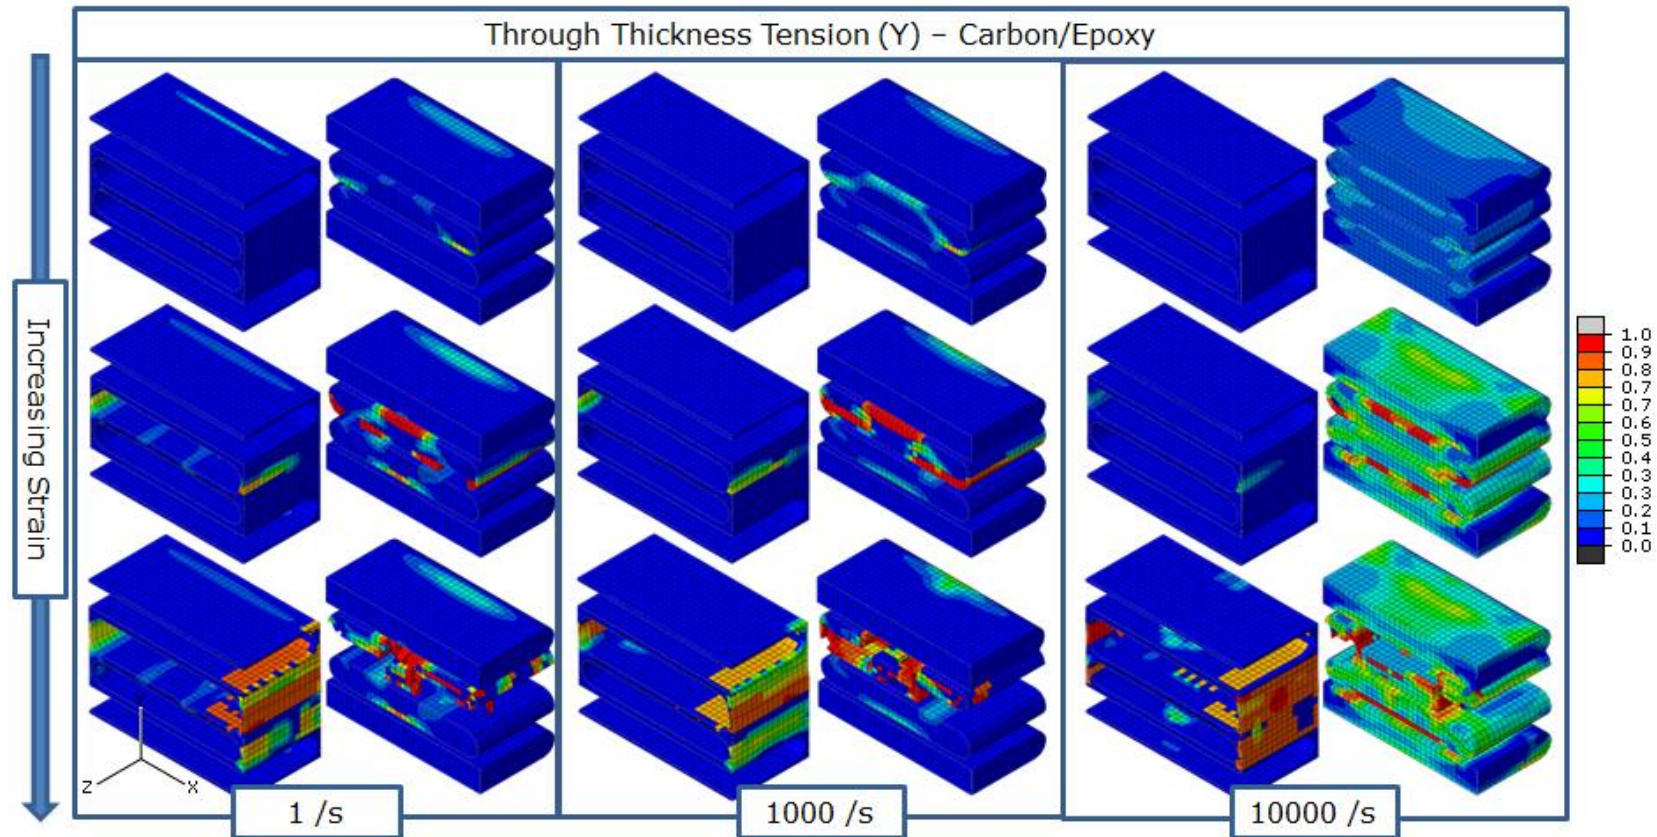 Through Thickness Tension (Y) – Carbon/Epoxy
Increasing Strain
1.0
0.9
0.8
0.7
0.7
0.6
0.5
0.4
0.3
0.3
0.2
0.1
0.0
Z
X
1 /s
1000 /s
10000 /s